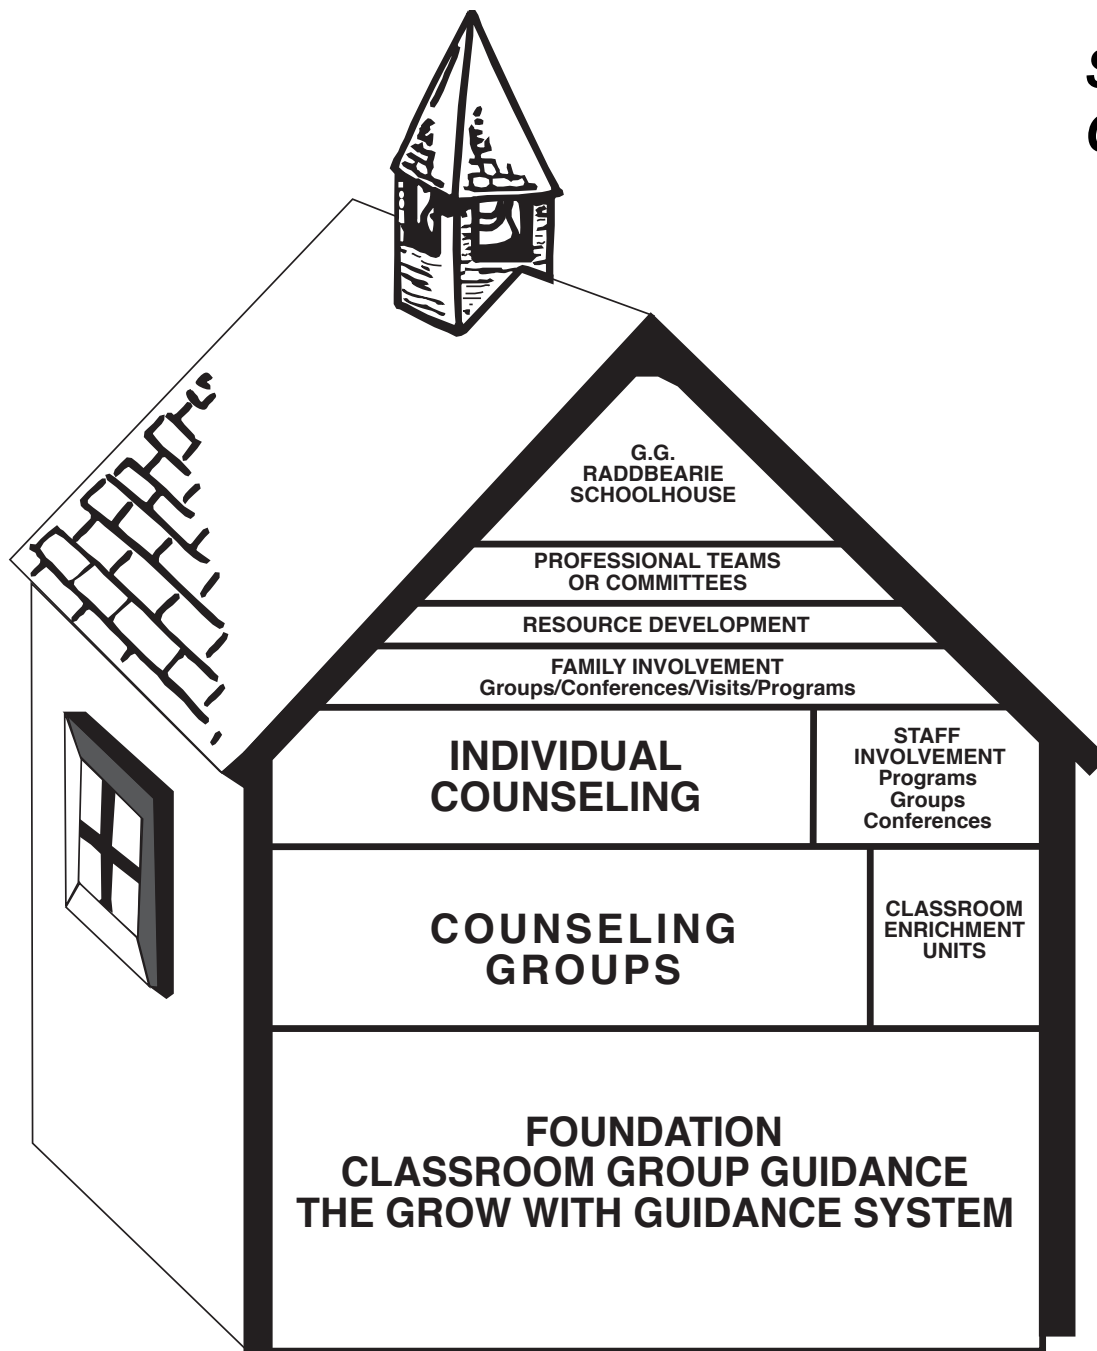 G.G.
RADDBEARIE
SCHOOLHOUSE
PROFESSIONAL TEAMS
OR COMMITTEES
RESOURCE DEVELOPMENT
FAMILY INVOLVEMENT
Groups/Conferences/Visits/Programs
INDIVIDUAL
COUNSELING
STAFF
INVOLVEMENT
Programs
Groups
Conferences
COUNSELING
GROUPS
CLASSROOM
ENRICHMENT
UNITS
FOUNDATION
CLASSROOM GROUP GUIDANCE
THE GROW WITH GUIDANCE SYSTEM